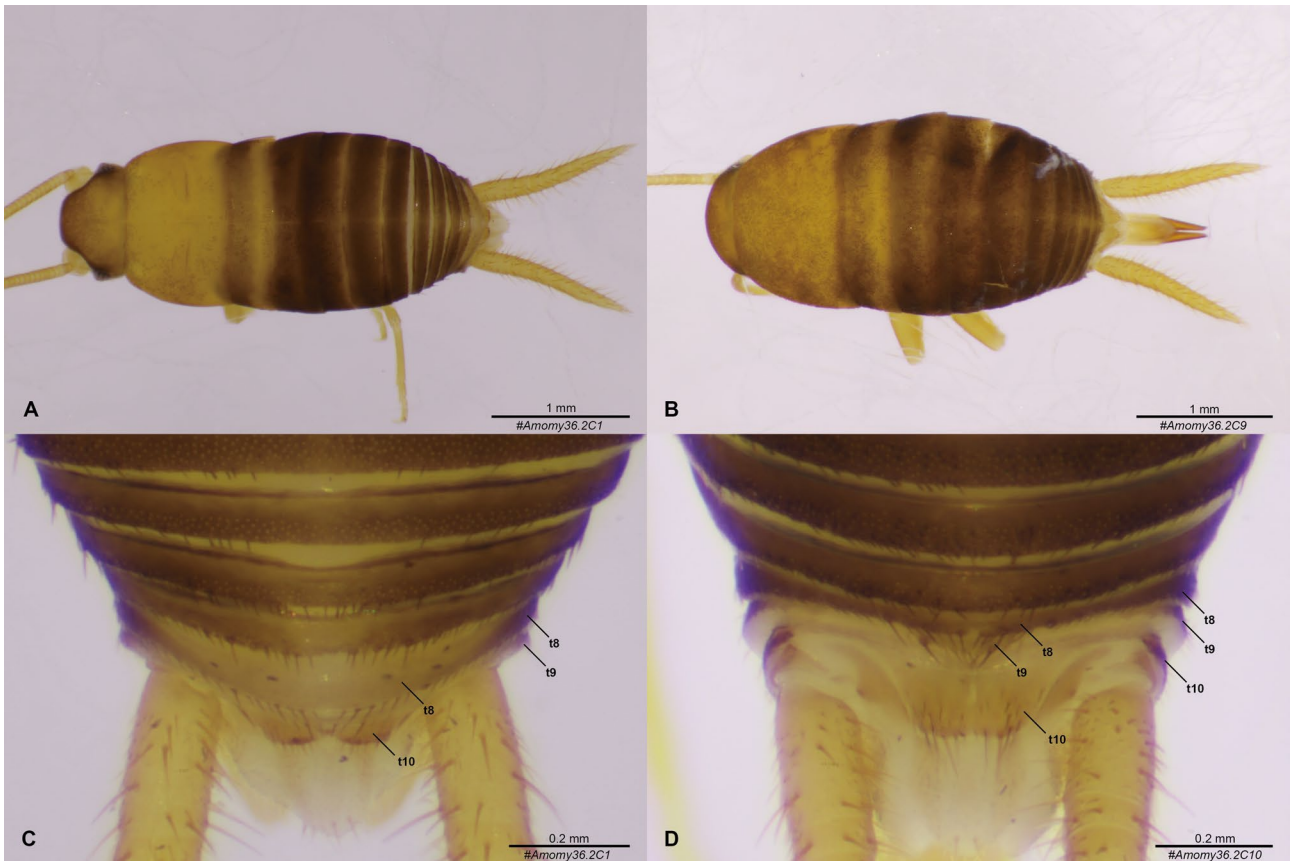 A
1 mm
#Amomy36.2C1
B
1 mm
#Amomy36.2C9
t8
t9
t8
t10
C
0.2 mm
#Amomy36.2C1
t8
t8
t9
t9
t10
t10
D
0.2 mm
#Amomy36.2C10